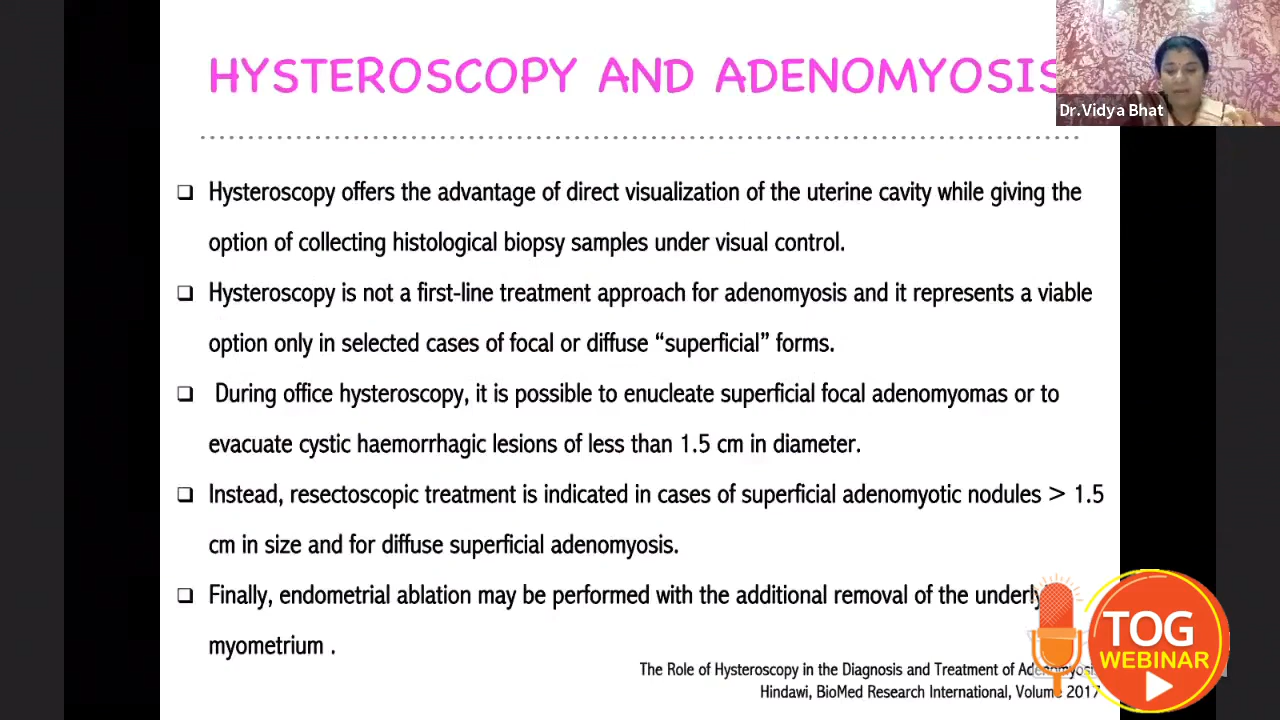 HYSTEROSCOPY AND ADENOMYOSIS
Dr.Vidya Bhat
❑ Hysteroscopy offers the advantage of direct visualization of the uterine cavity while giving the
option of collecting histological biopsy samples under visual control.
❑ Hysteroscopy is not a first-line treatment approach for adenomyosis and it represents a viable
option only in selected cases of focal or diffuse “superficial” forms.
❑ During office hysteroscopy, it is possible to enucleate superficial focal adenomyomas or to
evacuate cystic haemorrhagic lesions of less than 1.5 cm in diameter.
❑ Instead, resectoscopic treatment is indicated in cases of superficial adenomyotic nodules > 1.5
cm in size and for diffuse superficial adenomyosis.
❑ Finally, endometrial ablation may be performed with the additional removal of the
myometrium .
The Role of Hysteroscopy in the Diagnosis and Treatment of Adenomyosis
Hindawi, BioMed Research International, Volume 2017
TOG
WEBINAR